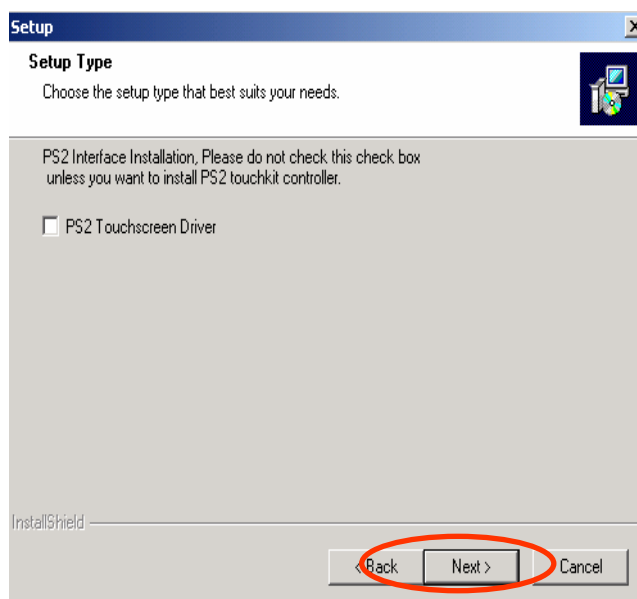 Setup
Setup Type
Choose the setup type that best suits your needs.
PS2 Interface Installation, Please do not check this check box
unless you want to install PS2 touchkit controller.
PS2 Touchscreen Driver
InstallShield
< Back Next > Cancel